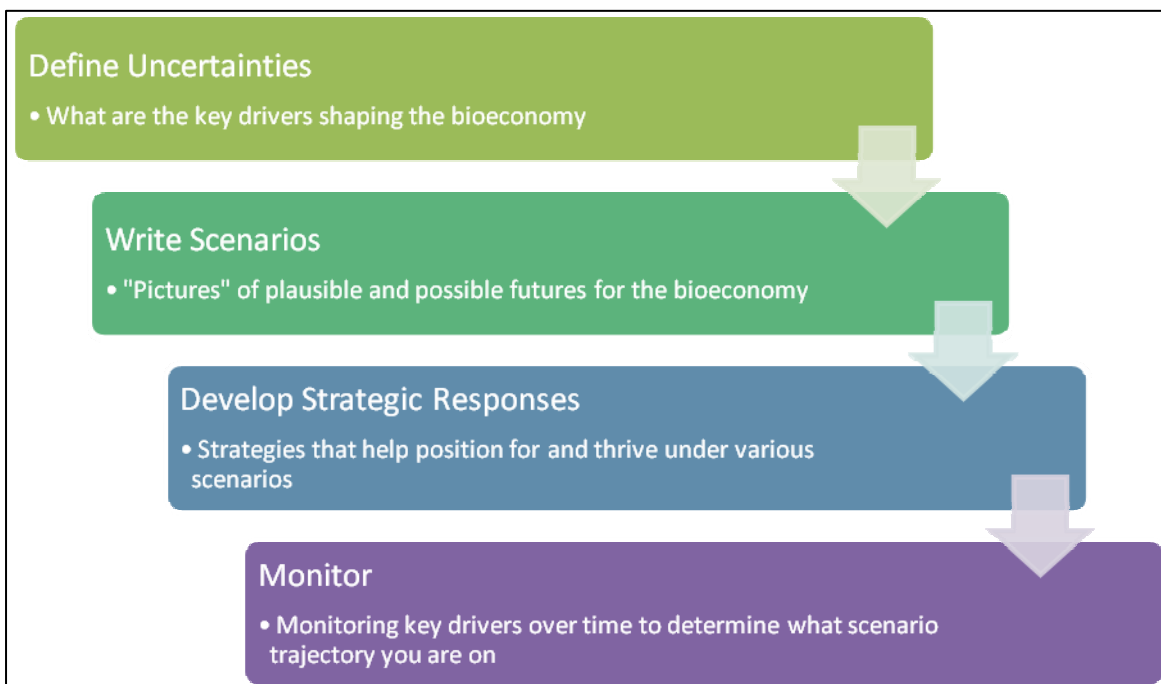 Define Uncertainties
• What are the key drivers shaping the bioeconomy
Write Scenarios
• "Pictures" of plausible and possible futures for the bioeconomy
Develop Strategic Responses
• Strategies that help position for and thrive under various
scenarios
Monitor
• Monitoring key drivers over time to determine what scenario
trajectory you are on